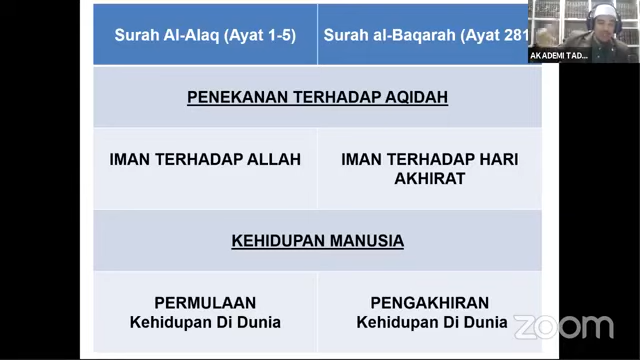 Surah Al-Alaq (Ayat 1-5)
Surah al-Baqarah (Ayat 281
AKADEMI TAD...
PENEKANAN TERHADAP AQIDAH
IMAN TERHADAP ALLAH
IMAN TERHADAP HARI
AKHIRAT
KEHIDUPAN MANUSIA
PERMULAAN
Kehidupan Di Dunia
PENGAKHIRAN
Kehidupan Di Dunia
zoom